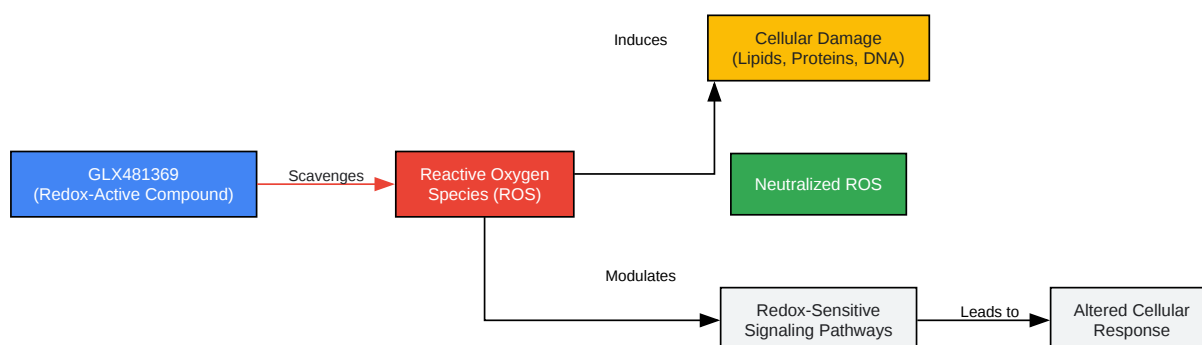 Induces
Cellular Damage
(Lipids, Proteins, DNA)
GLX481369
(Redox-Active Compound)
Scavenges
Reactive Oxygen
Species (ROS)
Neutralized ROS
Modulates
Redox-Sensitive
Signaling Pathways
Leads to
Altered Cellular
Response